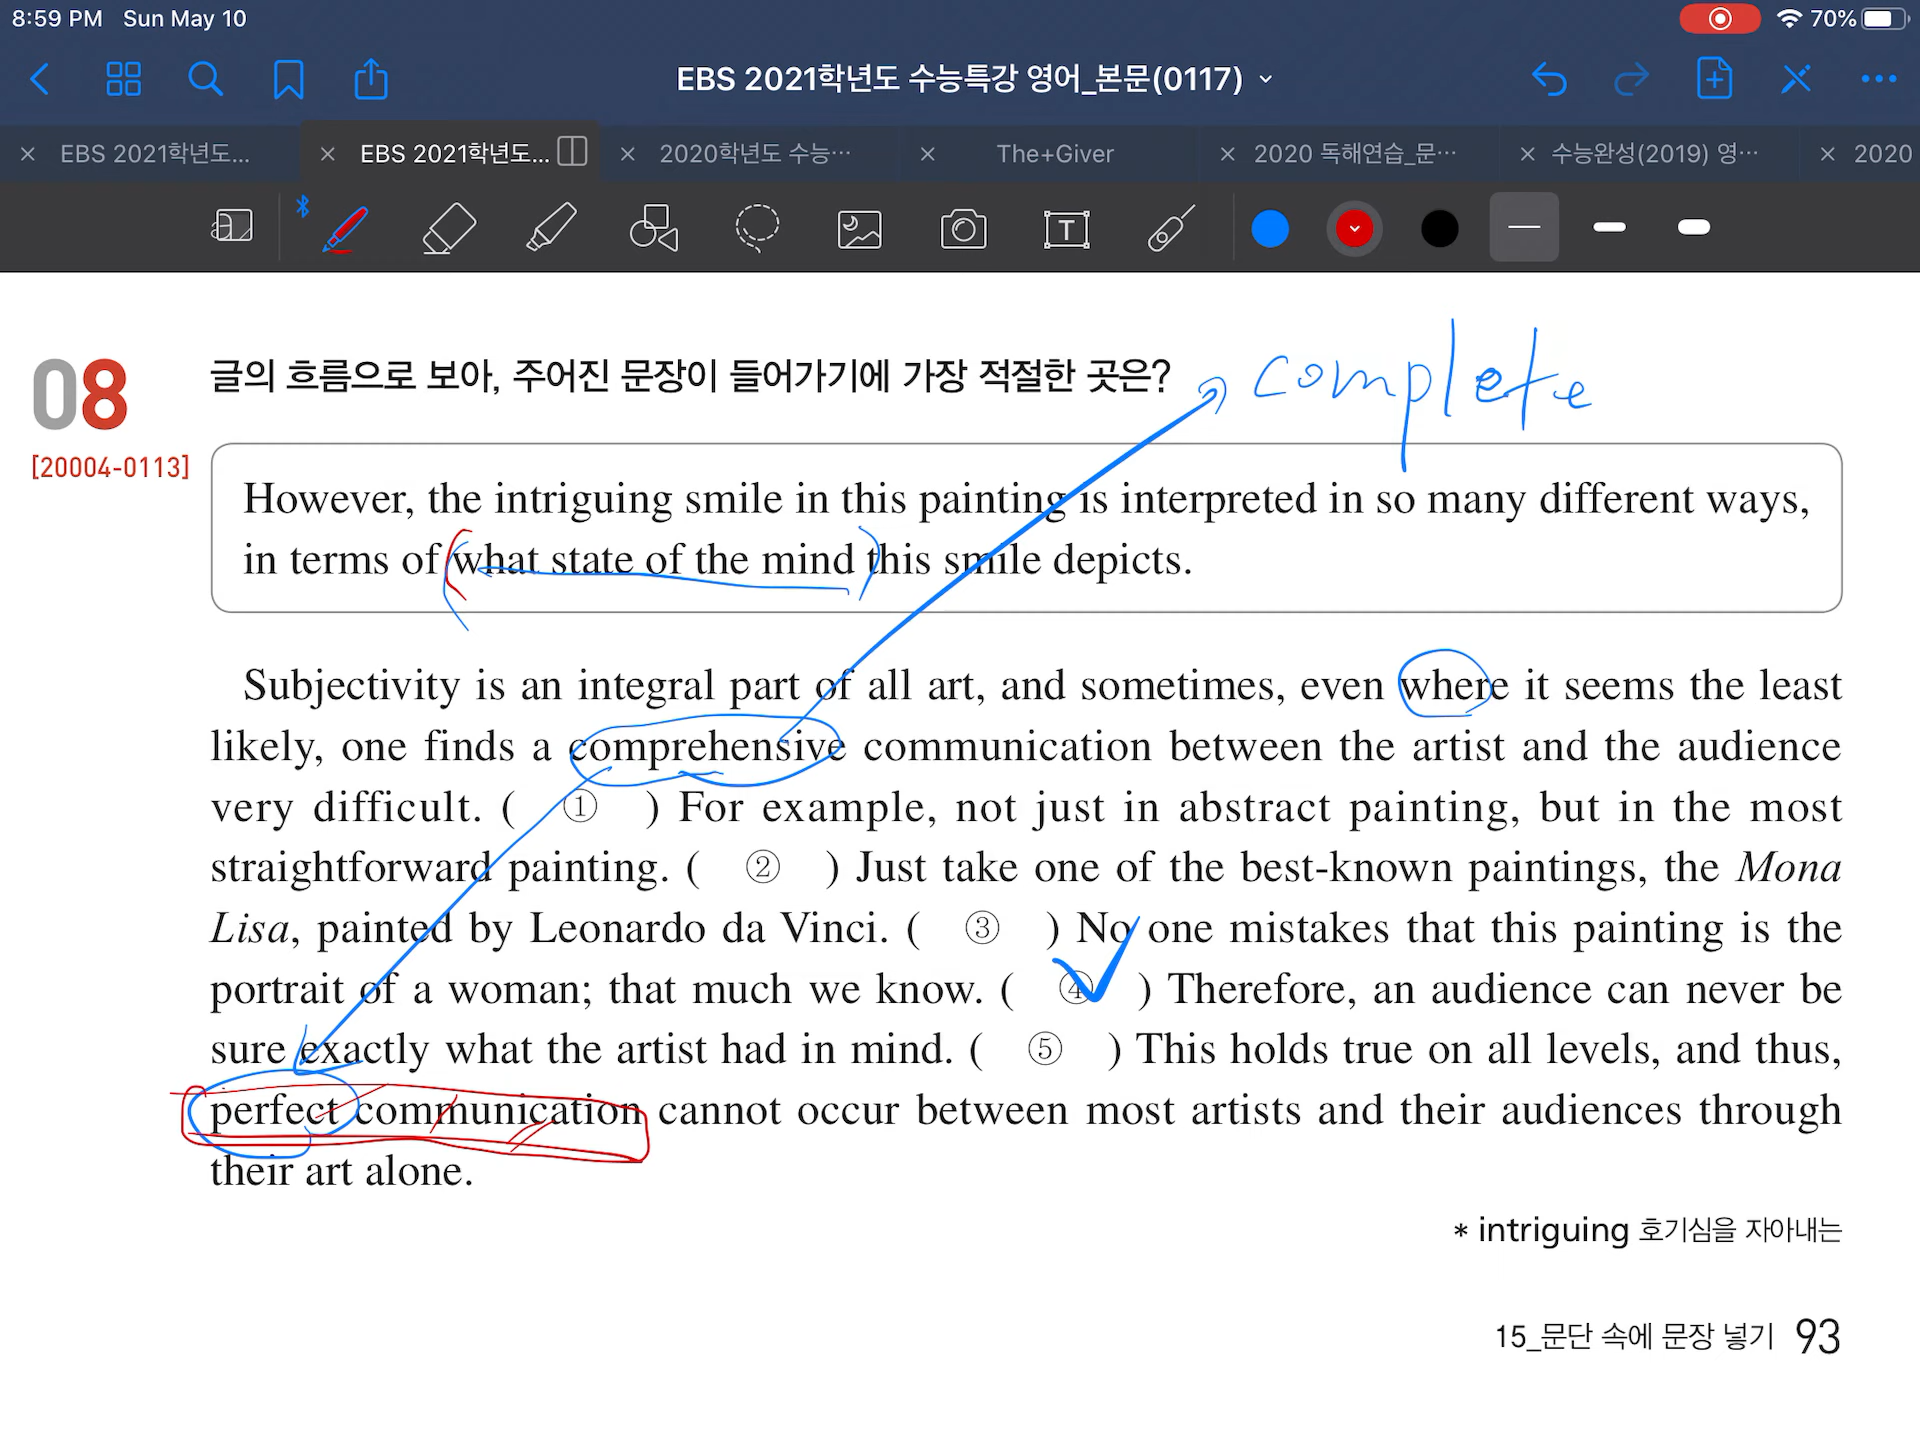 8:59 PM Sun May 10
70%
EBS 2021학년도 수능특강 영어_본문(0117)
EBS 2021학년도...
EBS 2021학년도...
2020학년도 수능…
The+Giver
2020 독해연습_문…
수능완성(2019) 영…
2020
T
08
글의 흐름으로 보아, 주어진 문장이 들어가기에 가장 적절한 곳은?
complete
[20004-0113]
However, the intriguing smile in this painting is interpreted in so many different ways,
in terms of what state of the mind this smile depicts.
Subjectivity is an integral part of all art, and sometimes, even where it seems the least
likely, one finds a comprehensive communication between the artist and the audience
very difficult. ( ① ) For example, not just in abstract painting, but in the most
straightforward painting. ( ② ) Just take one of the best-known paintings, the Mona
Lisa, painted by Leonardo da Vinci. ( ③ ) No one mistakes that this painting is the
portrait of a woman; that much we know. ( ④ ) Therefore, an audience can never be
sure exactly what the artist had in mind. ( ⑤ ) This holds true on all levels, and thus,
perfect communication cannot occur between most artists and their audiences through
their art alone.
* intriguing 호기심을 자아내는
15_문단 속에 문장 넣기 93